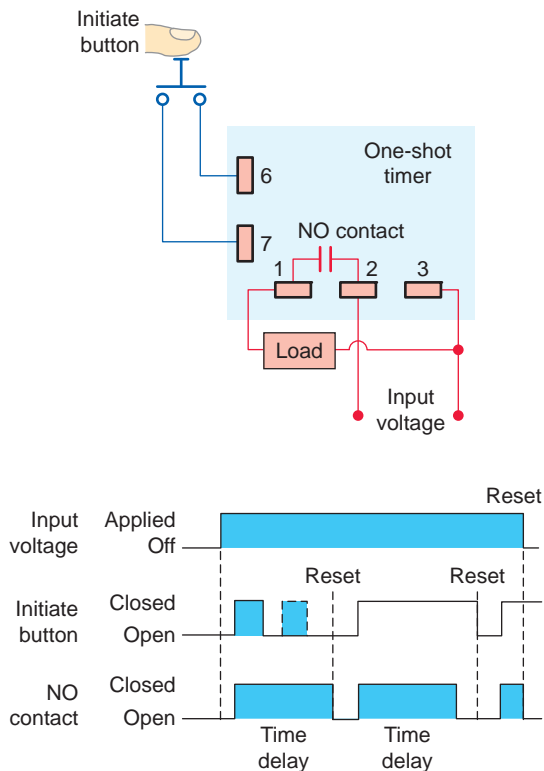 Initiate
button
One-shot
timer
6
7
NO contact
1
2
3
Load
Input
voltage
Reset
Input
voltage
Applied
Off
Reset
Reset
Initiate
button
Closed
Open
NO
contact
Closed
Open
Time
delay
Time
delay